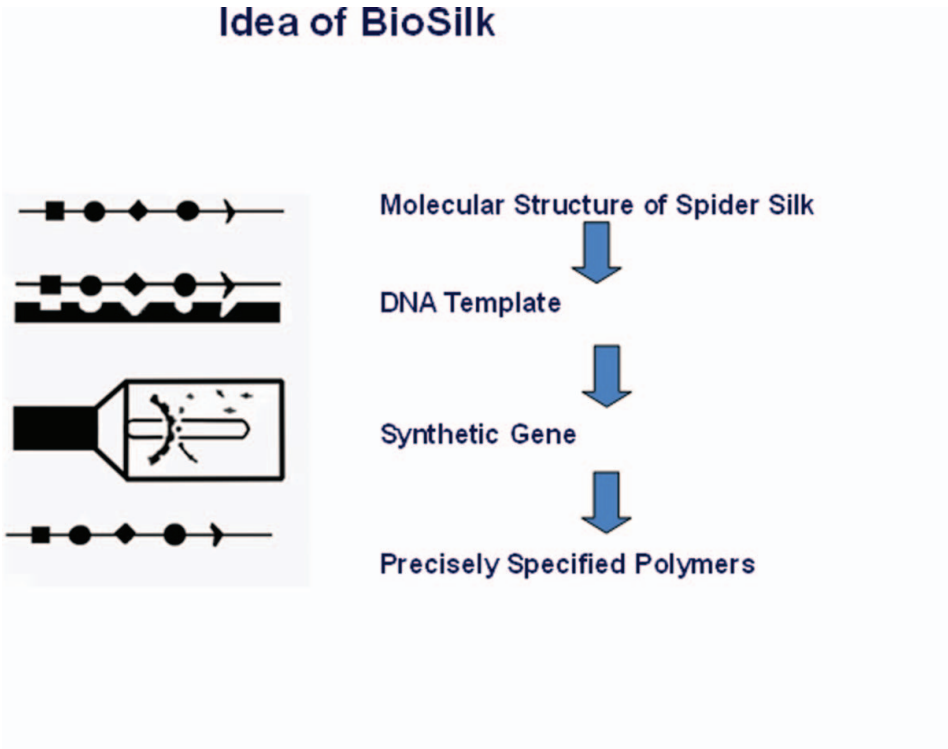 Idea of BioSilk
Molecular Structure of Spider Silk
DNA Template
Synthetic Gene
Precisely Specified Polymers